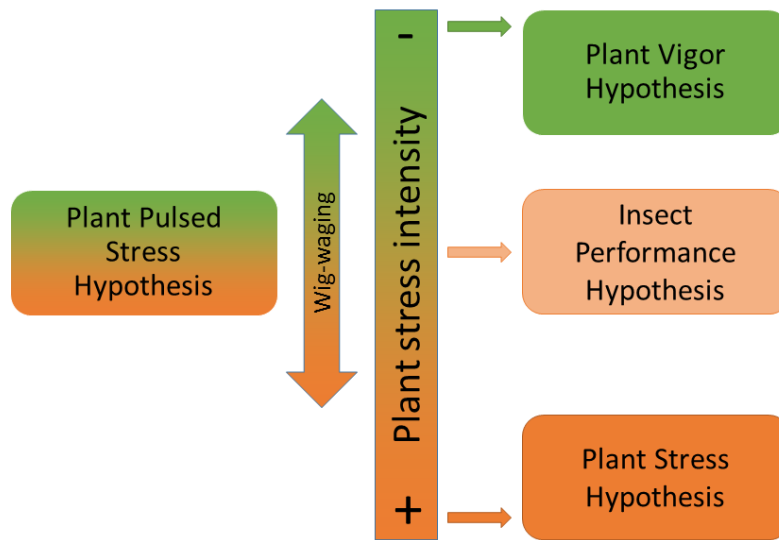 Plant Pulsed
Stress
Hypothesis
Wig-waging
-
Plant stress intensity
+
Plant Vigor
Hypothesis
Insect
Performance
Hypothesis
Plant Stress
Hypothesis